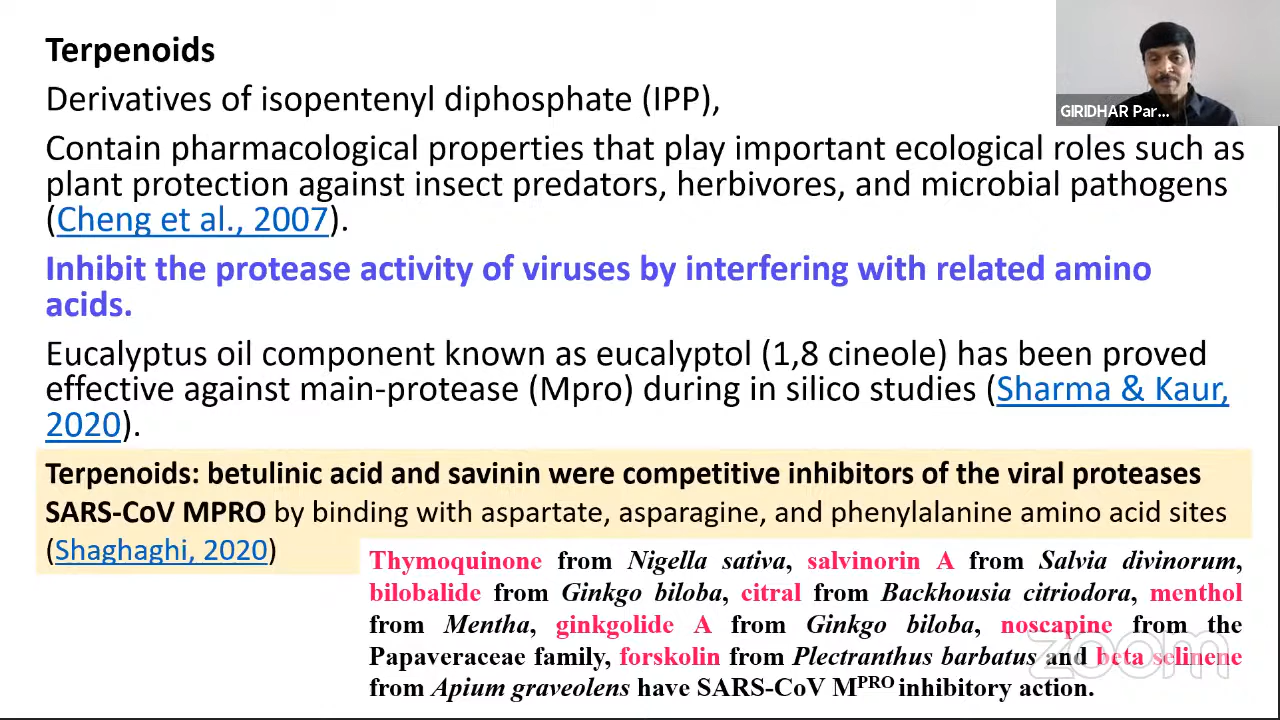 Terpenoids
Derivatives of isopentenyl diphosphate (IPP),
Contain pharmacological properties that play important ecological roles such as
plant protection against insect predators, herbivores, and microbial pathogens
(Cheng et al., 2007).
Inhibit the protease activity of viruses by interfering with related amino
acids.
Eucalyptus oil component known as eucalyptol (1,8 cineole) has been proved
effective against main-protease (Mpro) during in silico studies (Sharma & Kaur,
2020).
Terpenoids: betulinic acid and savinin were competitive inhibitors of the viral proteases
SARS-CoV MPRO by binding with aspartate, asparagine, and phenylalanine amino acid sites
(Shaghaghi, 2020)
Thymoquinone from Nigella sativa, salvinorin A from Salvia divinorum,
bilobalide from Ginkgo biloba, citral from Backhousia citriodora, menthol
from Mentha, ginkgolide A from Ginkgo biloba, noscapine from the
Papaveraceae family, forskolin from Plectranthus barbatus and beta selinene
from Apium graveolens have SARS-CoV MPRO inhibitory action.
GIRIDHAR Par...
zoom